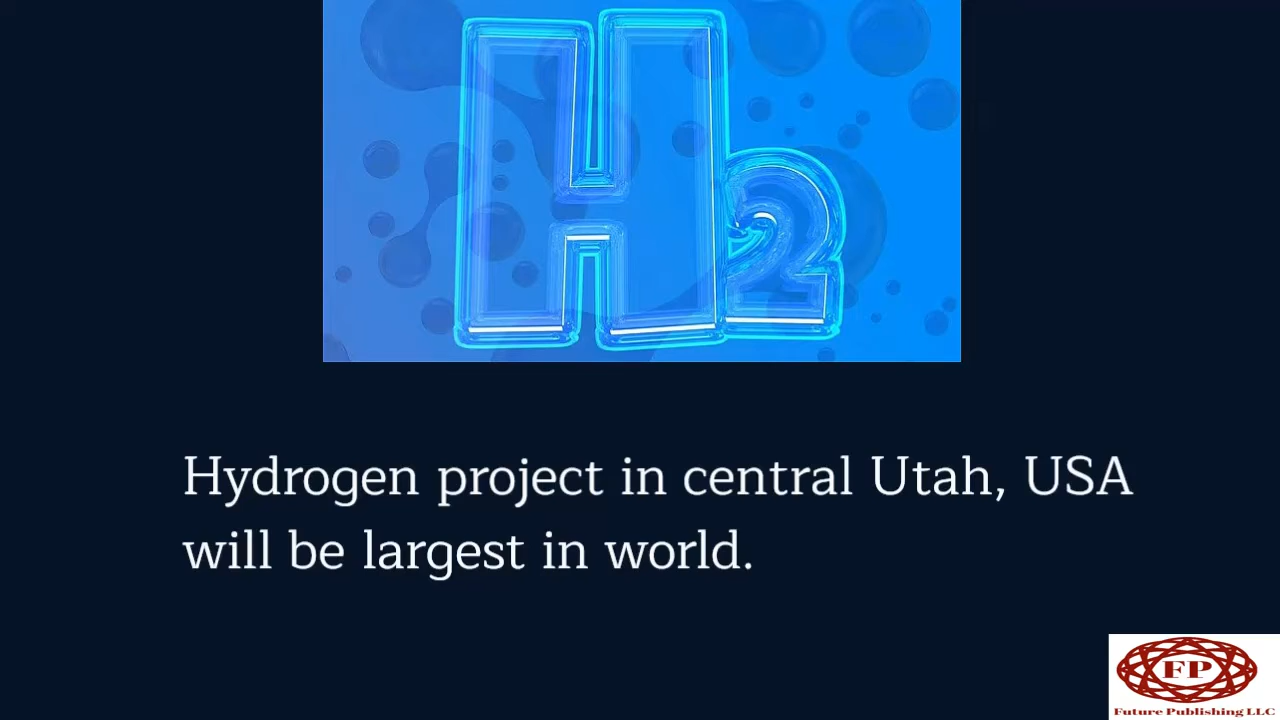 H2
Hydrogen project in central Utah, USA
will be largest in world.
FP
Future Publishing LLC